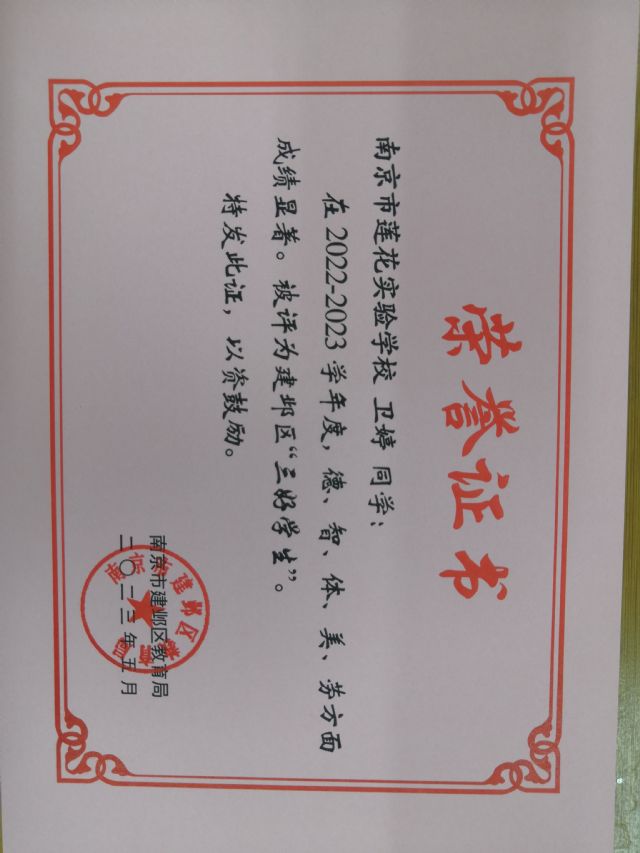 荣誉证书
南京市莲花实验学校 卫婷 同学：
在 2022-2023 学年度，德、智、体、美、劳方面
成绩显著。被评为建邺区“三好学生”。
特发此证，以资鼓励。
南京市建邺区教育局
二〇二三年五月